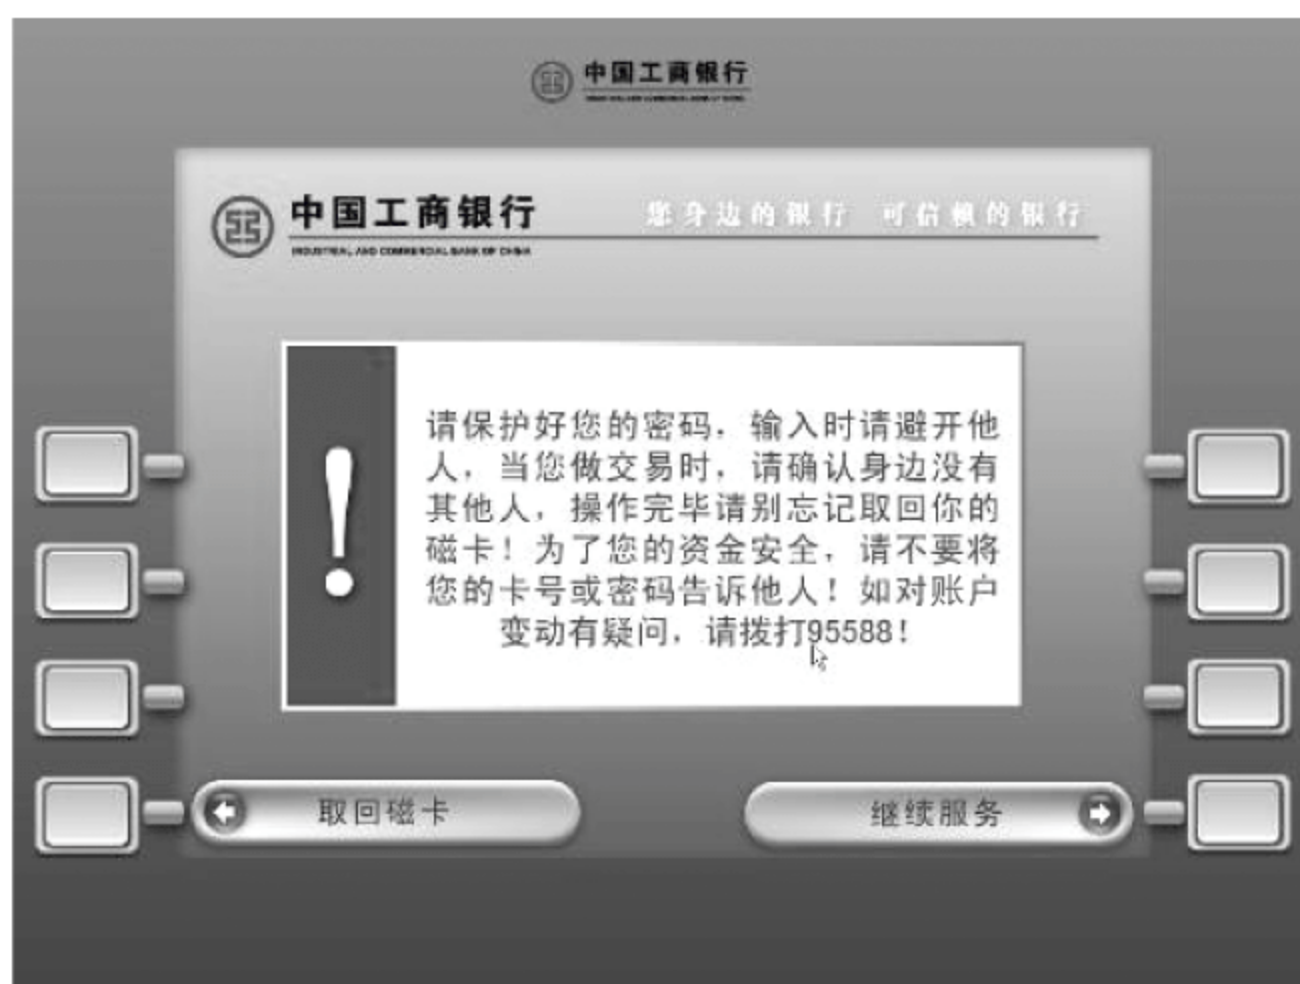 中国工商银行
中国工商银行
INDUSTRIAL AND COMMERCIAL BANK OF CHINA
您身边的银行 可信赖的银行
请保护好您的密码，输入时请避开他
人，当您做交易时，请确认身边没有
其他人，操作完毕请别忘记取回你的
磁卡！为了您的资金安全，请不要将
您的卡号或密码告诉他人！如对账户
变动有疑问，请拨打95588！
取回磁卡
继续服务